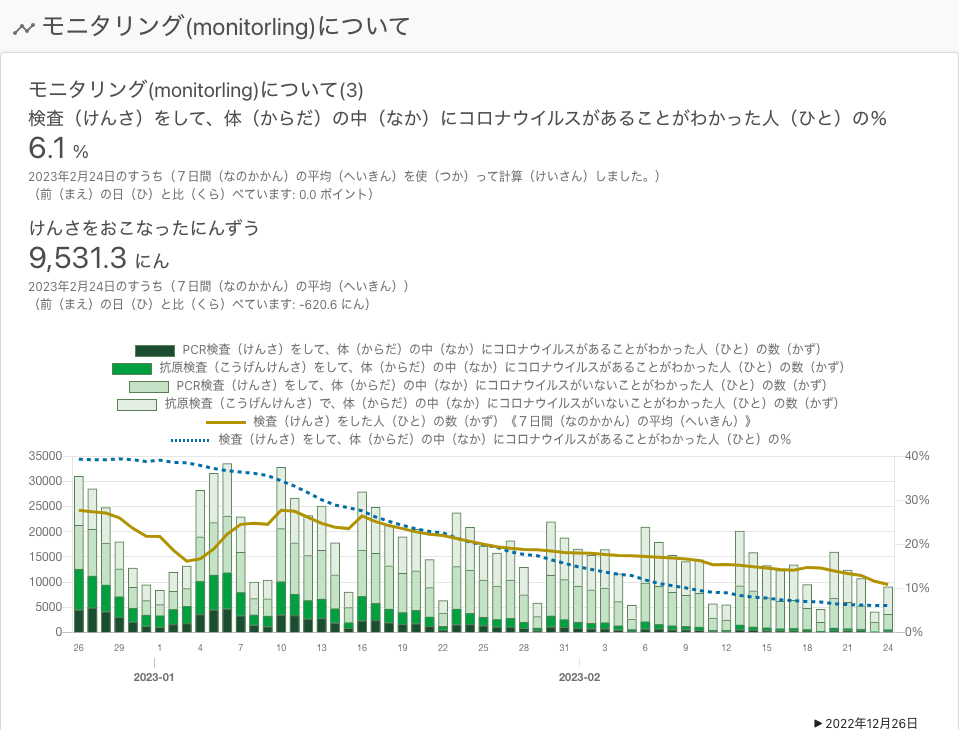 モニタリング(monitorling)について
モニタリング(monitorling)について(3)
検査（けんさ）をして、体（からだ）の中（なか）にコロナウイルスがあることがわかった人（ひと）の％
6.1 %
2023年2月24日のすうち（７日間（なのかかん）の平均（へいきん）を使（つか）って計算（けいさん）しました。）
（前（まえ）の日（ひ）と比（くら）べています: 0.0 ポイント）
けんさをおこなったにんずう
9,531.3 にん
2023年2月24日のすうち（７日間（なのかかん）の平均（へいきん））
（前（まえ）の日（ひ）と比（くら）べています: -620.6 にん）
PCR検査（けんさ）をして、体（からだ）の中（なか）にコロナウイルスがあることがわかった人（ひと）の数（かず）
抗原検査（こうげんけんさ）をして、体（からだ）の中（なか）にコロナウイルスがあることがわかった人（ひと）の数（かず）
PCR検査（けんさ）をして、体（からだ）の中（なか）にコロナウイルスがいないことがわかった人（ひと）の数（かず）
抗原検査（こうげんけんさ）で、体（からだ）の中（なか）にコロナウイルスがいないことがわかった人（ひと）の数（かず）
検査（けんさ）をした人（ひと）の数（かず）《７日間（なのかかん）の平均（へいきん）》
検査（けんさ）をして、体（からだ）の中（なか）にコロナウイルスがあることがわかった人（ひと）の％
35000 40%
30000 30%
25000
20000 20%
15000
10000 10%
5000
0 0%
26 29 1 4 7 10 13 16 19 22 25 28 31 3 6 9 12 15 18 21 24
2023-01 2023-02
▶ 2022年12月26日